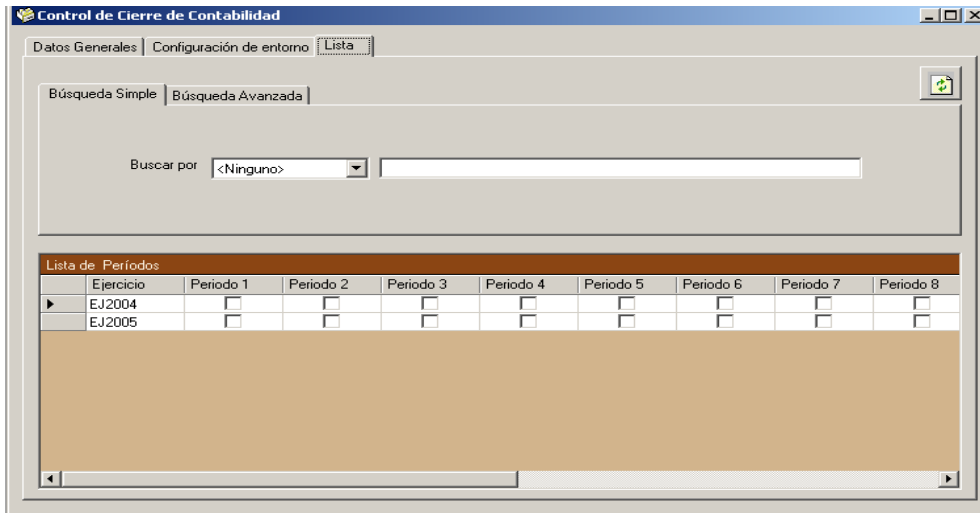 Control de Cierre de Contabilidad
Datos Generales Configuración de entorno Lista
Búsqueda Simple Búsqueda Avanzada
Buscar por <Ninguno>
Lista de Períodos
Ejercicio Periodo 1 Periodo 2 Periodo 3 Periodo 4 Periodo 5 Periodo 6 Periodo 7 Periodo 8
EJ2004
EJ2005